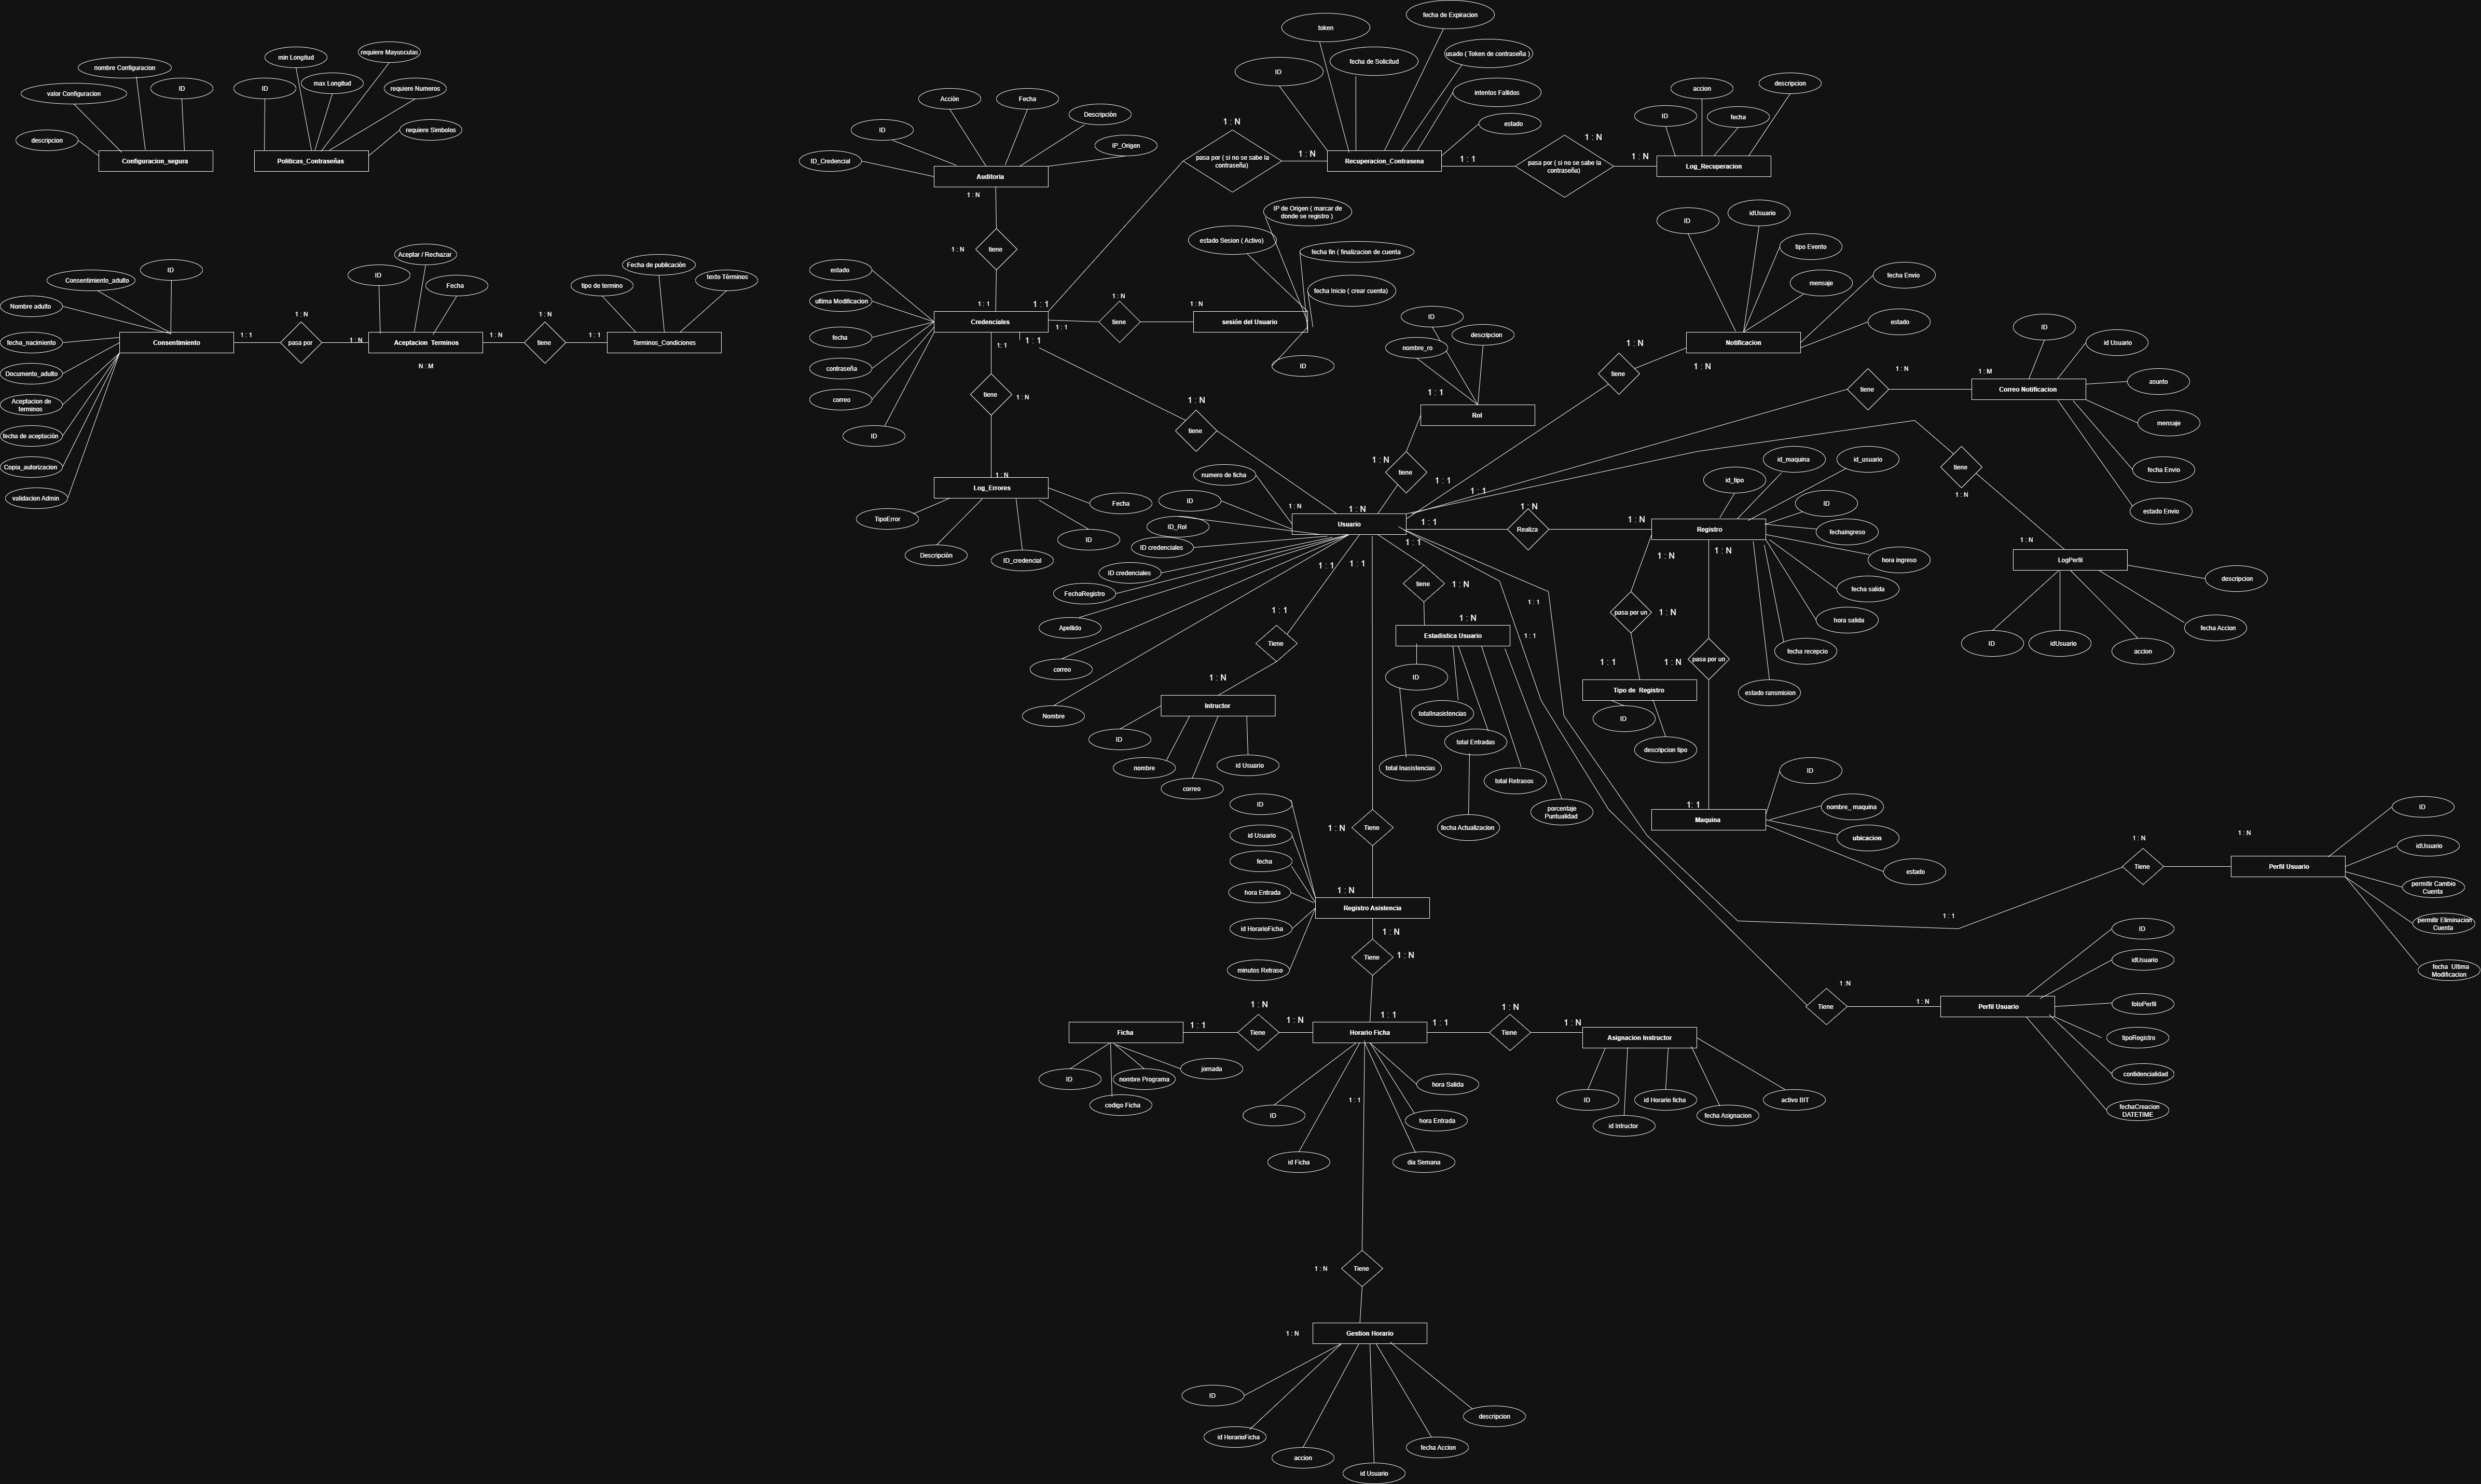 nombre Configuracion
valor Configuracion
ID
descripcion
Configuracion_segura
min Longitud
requiere Mayusculas
ID
max Longitud
requiere Numeros
requiere Simbolos
Politicas_Contraseñas
Consentimiento_adulto
ID
Nombre adulto
fecha_nacimiento
Documento_adulto
Aceptacion de
terminos
fecha de aceptación
Copia_autorizacion
validacion Admin
Consentimiento
1 : 1
1 : N
pasa por
1 : N
Aceptar / Rechazar
ID
Fecha
Aceptacion Terminos
N : M
1 : N
1 : N
tiene
1 : 1
Fecha de publicación
tipo de termino
texto Términos
Terminos_Condiciones
Acción
Fecha
ID
Descripción
ID_Credencial
IP_Origen
Auditoria
1 : N
1 : N
tiene
1 : 1
estado
ultima Modificacion
fecha
contraseña
correo
ID
Credenciales
1 : 1
1 : 1
1 : 1
1:1
tiene
1 : N
1 : N
Log_Errores
TipoError
Descripción
ID_credencial
ID
Fecha
1 : N
pasa por ( si no se sabe la
contraseña)
1 : N
token
fecha de Expiracion
ID
fecha de Solicitud
usado ( Token de contraseña )
intentos Fallidos
estado
Recuperacion_Contrasena
1 : 1
1 : N
pasa por ( si no se sabe la
contraseña)
1 : N
accion
descripcion
ID
fecha
Log_Recuperacion
1 : N
tiene
1 : N
IP de Origen ( marcar de
donde se registro )
estado Sesion ( Activo)
fecha fin ( finalizacion de cuenta
fecha Inicio ( crear cuenta)
sesión del Usuario
ID
ID
descripcion
nombre_ro
1 : 1
Rol
1 : N
tiene
1 : N
tiene
ID
idUsuario
tipo Evento
mensaje
fecha Envio
estado
Notificacion
1 : N
tiene
1 : N
1 : 1
ID
id Usuario
asunto
mensaje
fecha Envio
estado Envio
1 : M
Correo Notificacion
1 : N
tiene
1 : 1
tiene
1 : N
1 : N
LogPerfil
descripcion
fecha Accion
accion
idUsuario
ID
numero de ficha
ID
ID_Rol
ID credenciales
ID credenciales
FechaRegistro
Apellido
correo
Nombre
1 : N
1 : N
Usuario
1 : 1
1 : N
Realiza
1 : N
Registro
id_tipo
id_maquina
id_usuario
ID
fechaingreso
hora ingreso
fecha salida
hora salida
fecha recepcio
estado ransmision
1 : N
pasa por un
1 : N
1 : 1
Tipo de Registro
ID
descripcion tipo
1 : N
1 : N
pasa por un
1: 1
Maquina
ID
nombre_ maquina
ubicacion
estado
1 : 1
tiene
1 : N
1 : N
Estadistica Usuario
ID
totalInasistencias
total Entradas
total Inasistencias
total Retrasos
fecha Actualizacion
porcentaje
Puntualidad
1 : 1
1 : 1
Tiene
1 : N
Intructor
ID
nombre
correo
id Usuario
1 : 1
1 : N
Tiene
1 : N
Registro Asistencia
ID
id Usuario
fecha
hora Entrada
id HorarioFicha
minutos Retraso
1 : N
Tiene
1 : N
1 : 1
Horario Ficha
1 : N
Tiene
1 : N
1 : 1
Ficha
ID
codigo Ficha
nombre Programa
jornada
ID
id Ficha
dia Semana
hora Entrada
hora Salida
1 : 1
1 : N
Tiene
1 : N
Asignacion Instructor
ID
id Intructor
id Horario ficha
fecha Asignacion
activo BIT
1 : 1
1 : N
Tiene
1 : N
Gestion Horario
ID
id HorarioFicha
accion
id Usuario
fecha Accion
descripcion
1 : 1
1 : 1
1 : 1
1 : N
Tiene
1 : N
Perfil Usuario
ID
idUsuario
permitir Cambio
Cuenta
permitir Eliminacion
Cuenta
fecha Ultima
Modificacion
1 :N
Tiene
1 : N
Perfil Usuario
ID
idUsuario
fotoPerfil
tipoRegistro
confidencialidad
fechaCreacion
DATETIME